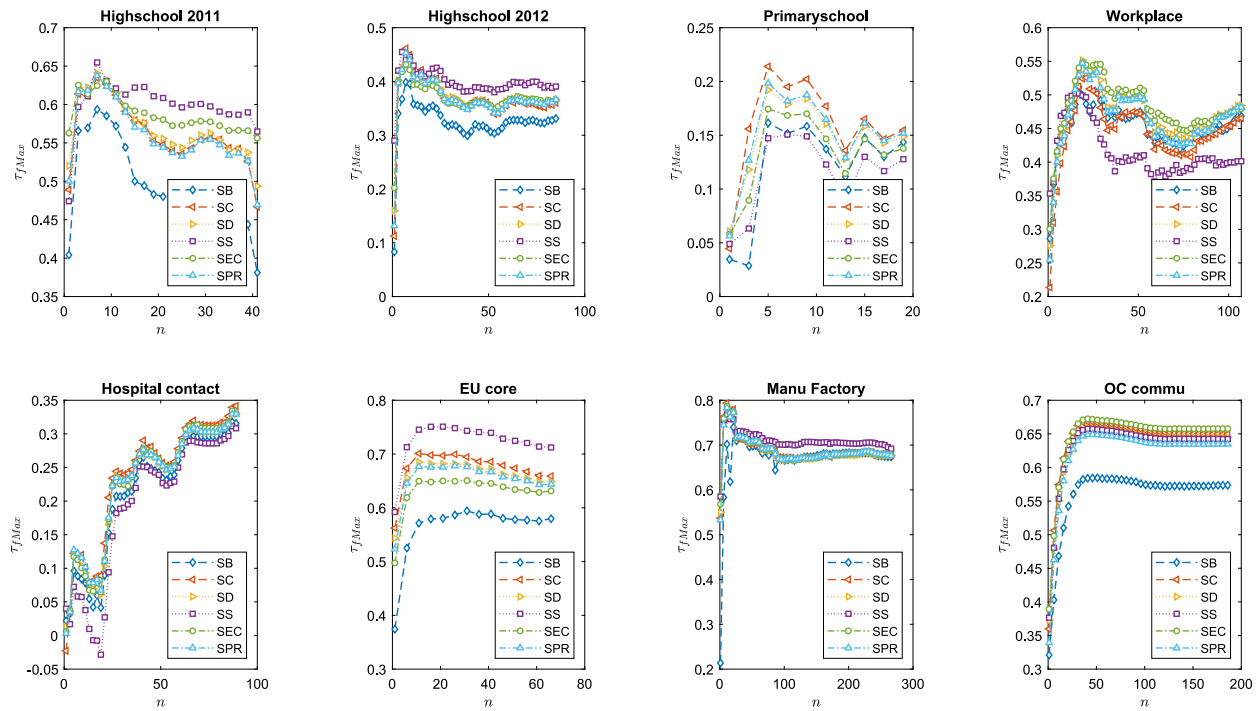 Highschool 2011
Highschool 2012
Primaryschool
Workplace
0.7
0.65
0.6
0.55
0.5
0.45
0.4
0.35
τfMax
0 10 20 30 40
n
SB
SC
SD
SS
SEC
SPR
0.5
0.4
0.3
0.2
0.1
0
τfMax
0 50 100
n
SB
SC
SD
SS
SEC
SPR
0.25
0.2
0.15
0.1
0.05
0
τfMax
0 5 10 15 20
n
SB
SC
SD
SS
SEC
SPR
0.7
0.6
0.5
0.4
0.3
0.2
τfMax
0 50 100
n
SB
SC
SD
SS
SEC
SPR
Hospital contact
EU core
Manu Factory
OC commu
0.35
0.3
0.25
0.2
0.15
0.1
0.05
0
-0.05
τfMax
0 50 100
n
SB
SC
SD
SS
SEC
SPR
0.8
0.7
0.6
0.5
0.4
0.3
τfMax
0 20 40 60 80
n
SB
SC
SD
SS
SEC
SPR
0.8
0.7
0.6
0.5
0.4
0.3
0.2
τfMax
0 100 200 300
n
SB
SC
SD
SS
SEC
SPR
0.7
0.65
0.6
0.55
0.5
0.45
0.4
0.35
0.3
τfMax
0 50 100 150 200
n
SB
SC
SD
SS
SEC
SPR